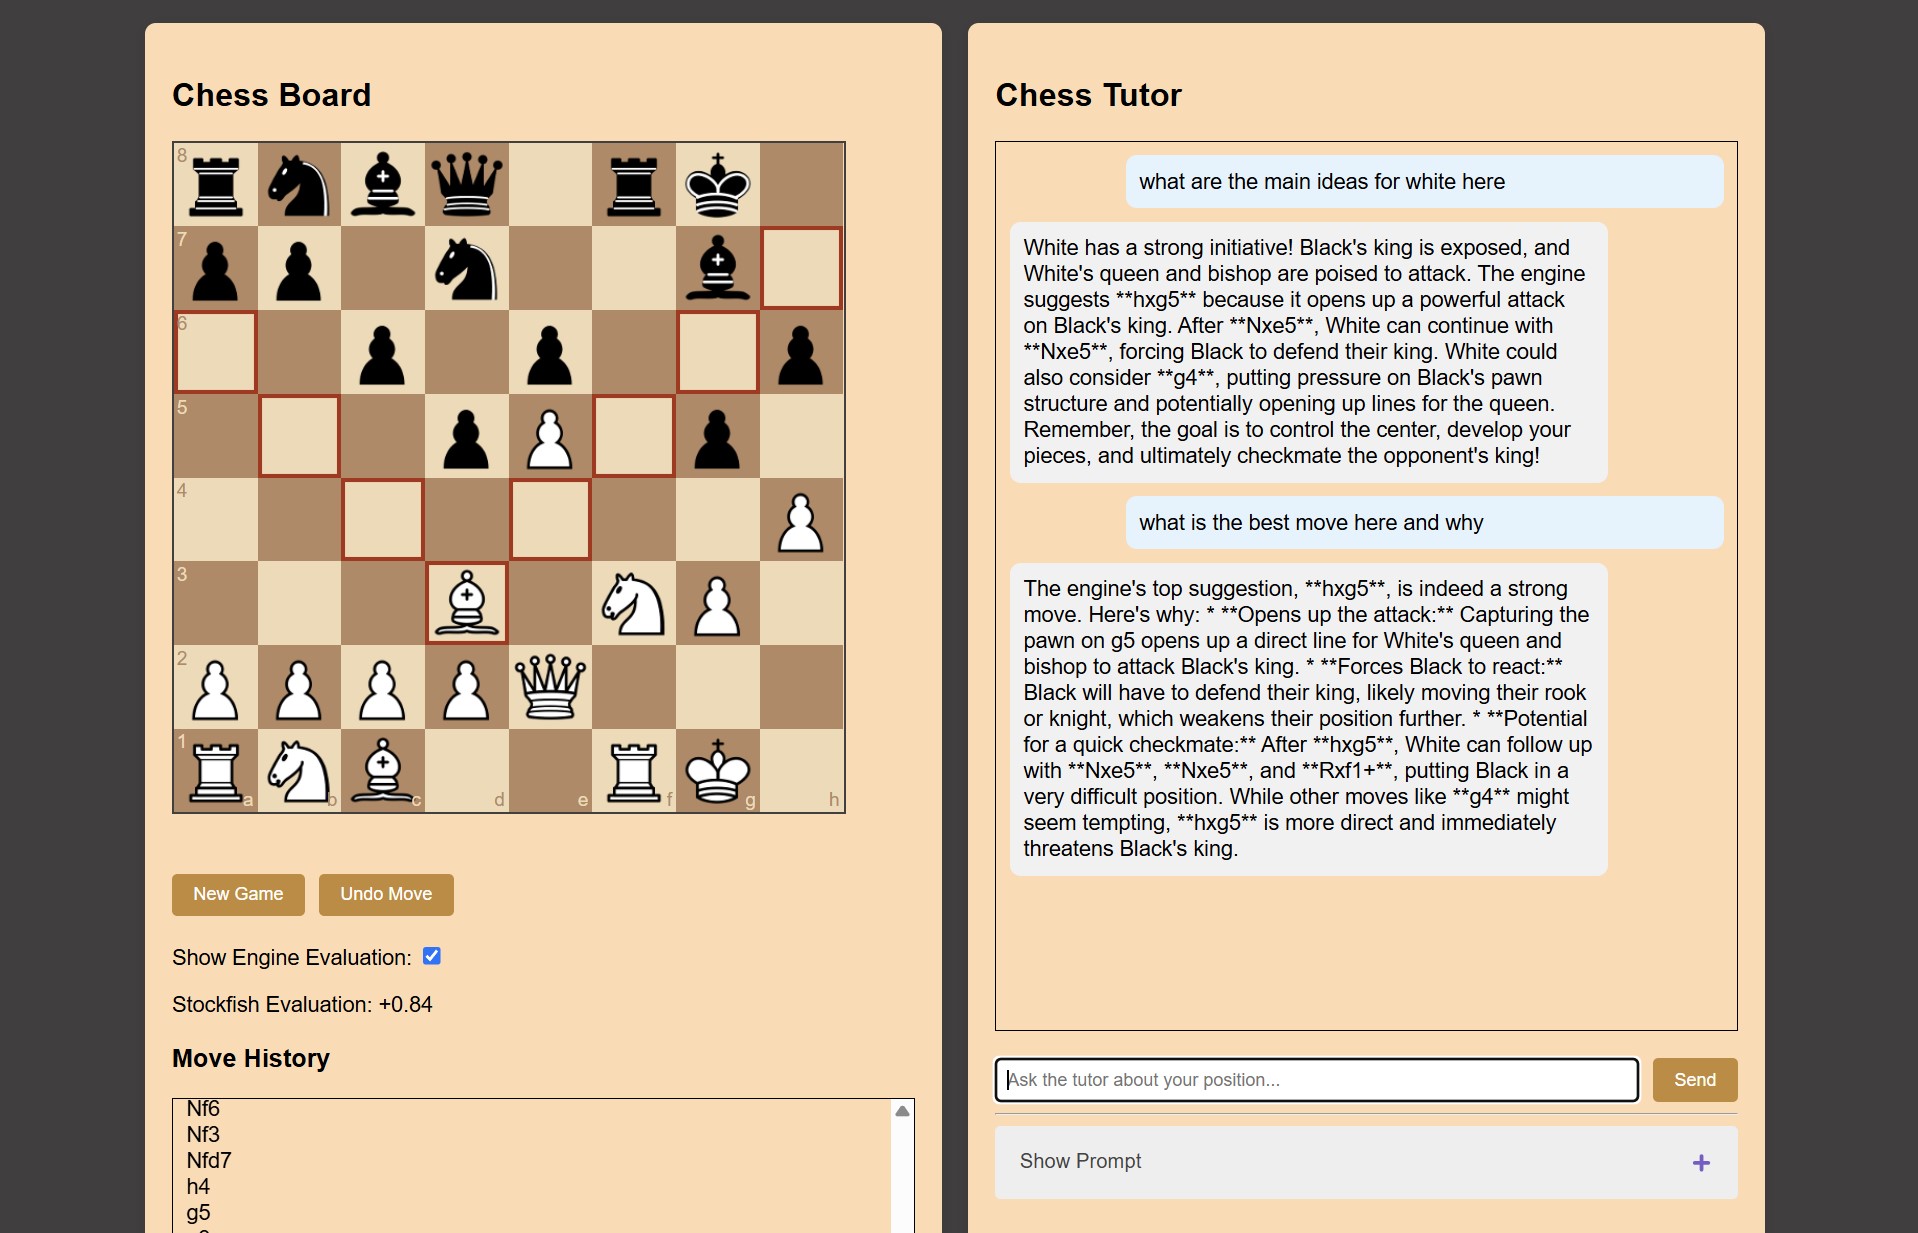 Chess Board
8
7
6
5
4
3
2
1
a b c d e f g h
New Game
Undo Move
Show Engine Evaluation:
Stockfish Evaluation: +0.84
Move History
Nf6
Nf3
Nfd7
h4
g5
Chess Tutor
what are the main ideas for white here
White has a strong initiative! Black's king is exposed, and
White's queen and bishop are poised to attack. The engine
suggests **hxg5** because it opens up a powerful attack
on Black's king. After **Nxe5**, White can continue with
**Nxe5**, forcing Black to defend their king. White could
also consider **g4**, putting pressure on Black's pawn
structure and potentially opening up lines for the queen.
Remember, the goal is to control the center, develop your
pieces, and ultimately checkmate the opponent's king!
what is the best move here and why
The engine's top suggestion, **hxg5**, is indeed a strong
move. Here's why: * **Opens up the attack:** Capturing the
pawn on g5 opens up a direct line for White's queen and
bishop to attack Black's king. * **Forces Black to react:**
Black will have to defend their king, likely moving their rook
or knight, which weakens their position further. * **Potential
for a quick checkmate:** After **hxg5**, White can follow up
with **Nxe5**, **Nxe5**, and **Rxf1+**, putting Black in a
very difficult position. While other moves like **g4** might
seem tempting, **hxg5** is more direct and immediately
threatens Black's king.
Ask the tutor about your position...
Send
Show Prompt